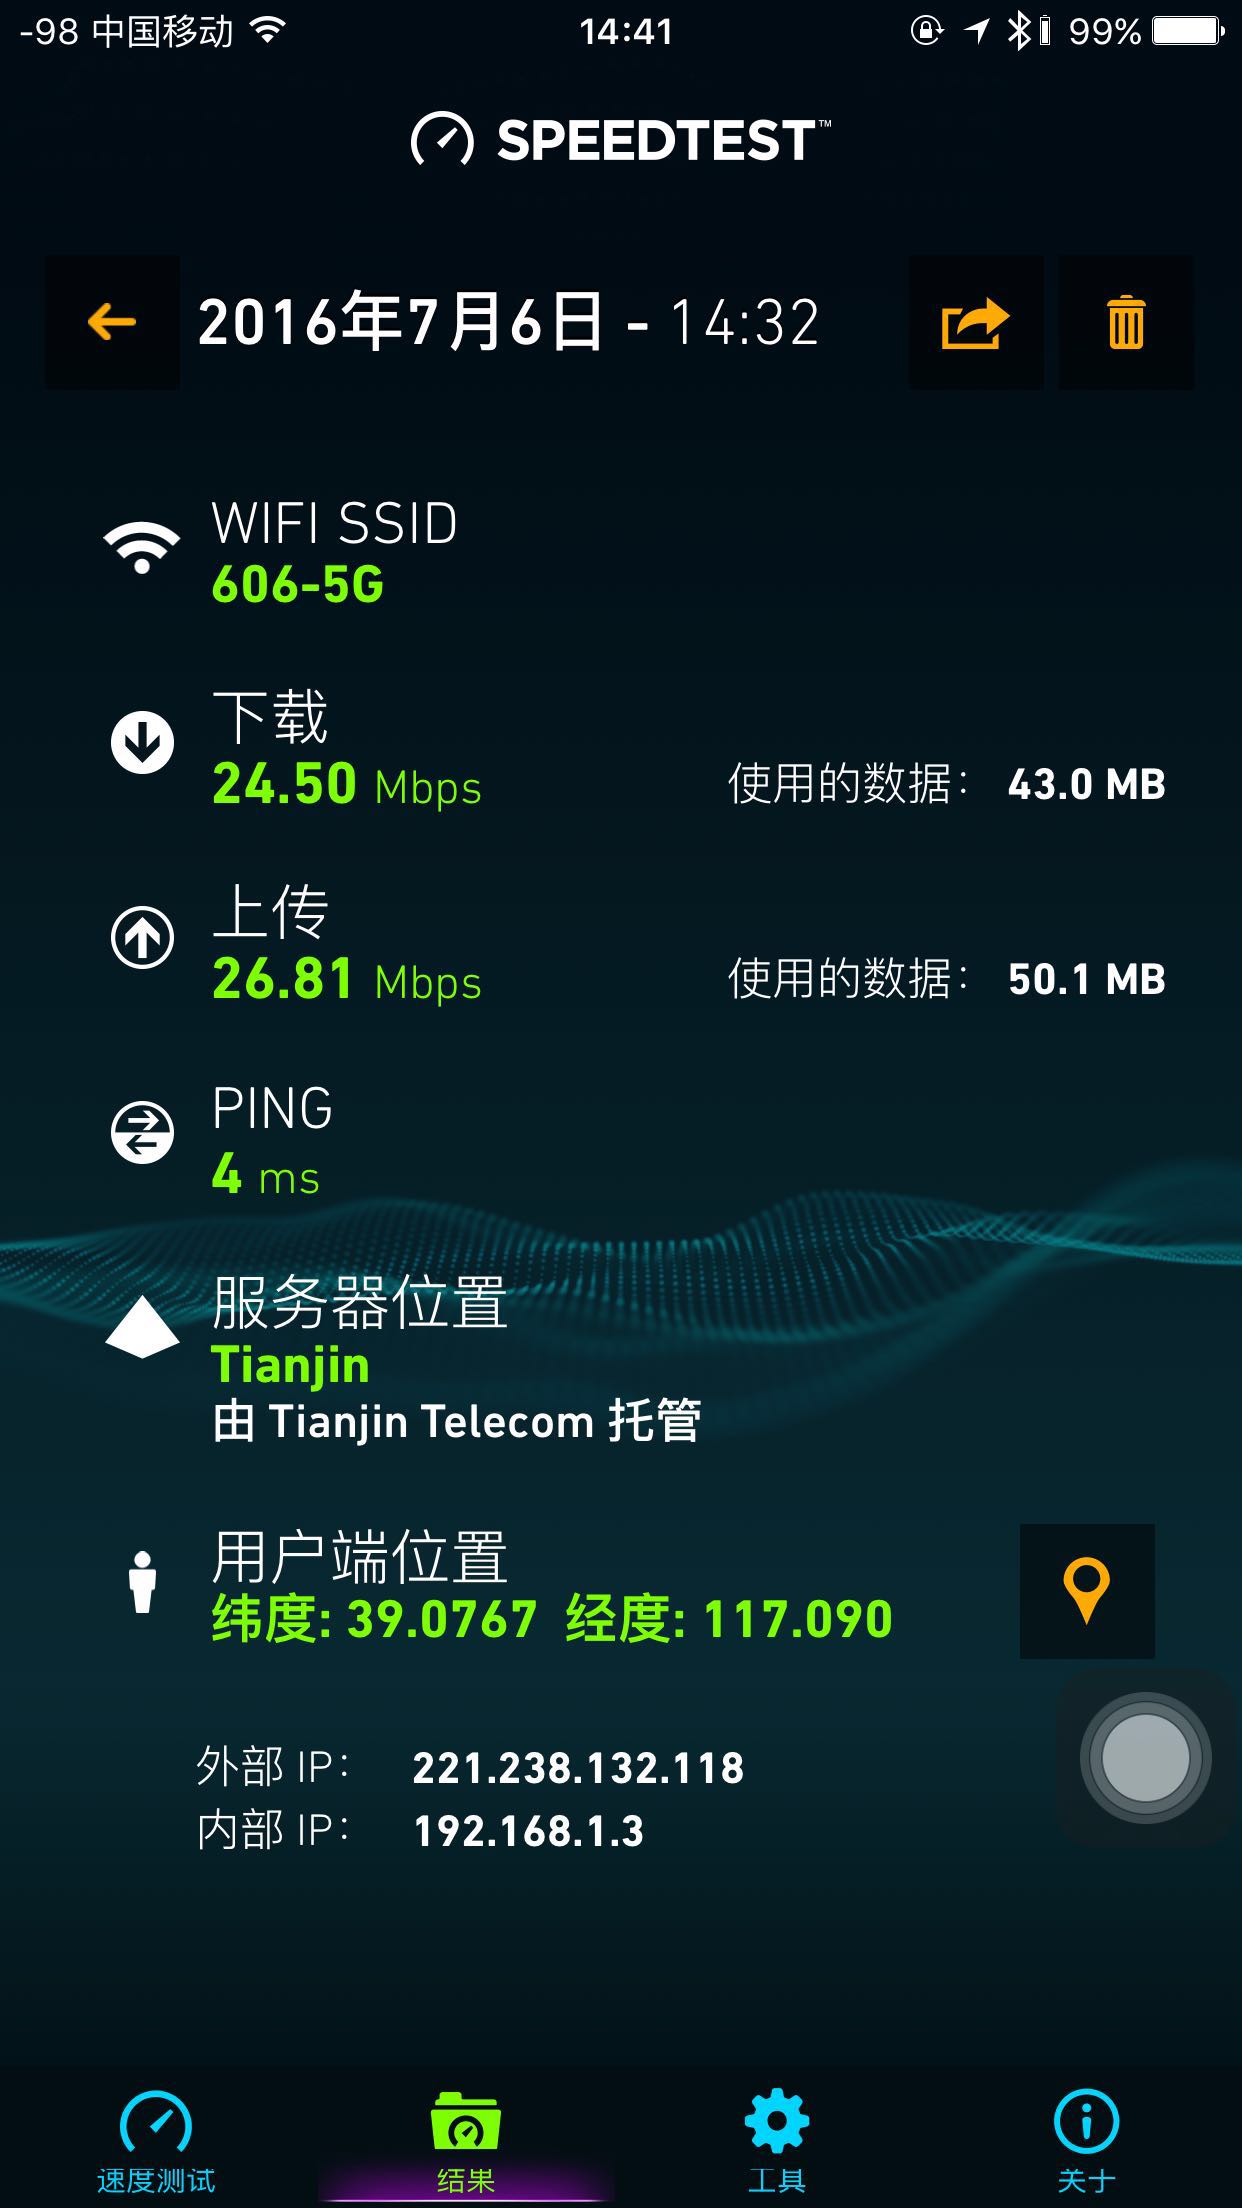 -98 中国移动 14:41 99%
SPEEDTEST™
2016年7月6日 - 14:32
WIFI SSID
606-5G
下载
24.50 Mbps 使用的数据： 43.0 MB
上传
26.81 Mbps 使用的数据： 50.1 MB
PING
4 ms
服务器位置
Tianjin
由 Tianjin Telecom 托管
用户端位置
纬度: 39.0767 经度: 117.090
外部 IP： 221.238.132.118
内部 IP： 192.168.1.3
速度测试 结果 工具 关于